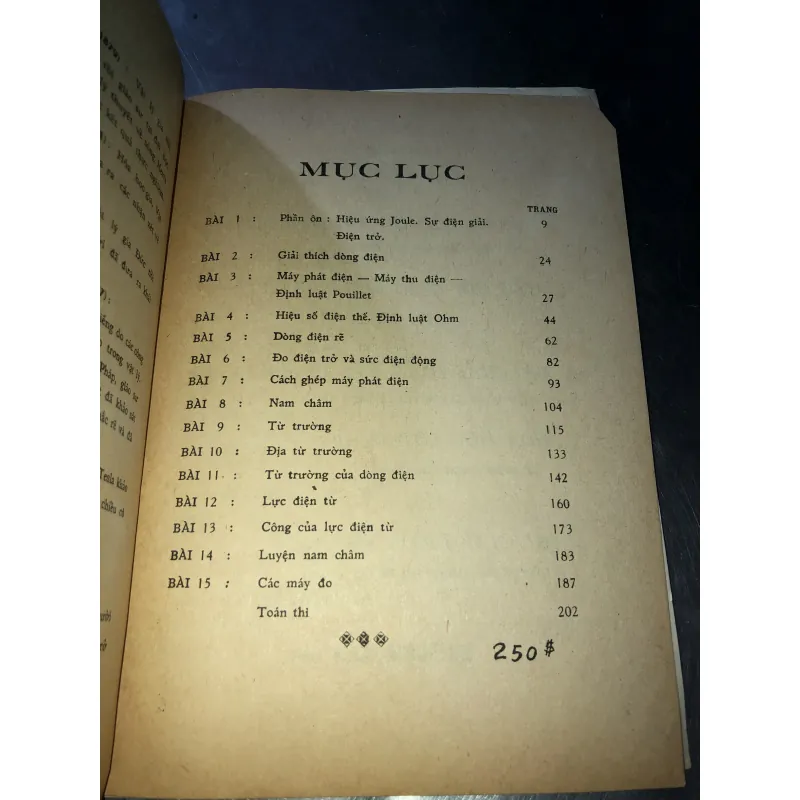 MỤC LỤC
TRANG
BÀI 1 : Phần ôn : Hiệu ứng Joule. Sự điện giải. 9
Điện trở.
BÀI 2 : Giải thích dòng điện 24
BÀI 3 : Máy phát điện — Máy thu điện —
Định luật Pouillet 27
BÀI 4 : Hiệu số điện thế. Định luật Ohm 44
BÀI 5 : Dòng điện rẽ 62
BÀI 6 : Đo điện trở và sức điện động 82
BÀI 7 : Cách ghép máy phát điện 93
BÀI 8 : Nam châm 104
BÀI 9 : Từ trường 115
BÀI 10 : Địa từ trường 133
BÀI 11 : Từ trường của dòng điện 142
BÀI 12 : Lực điện từ 160
BÀI 13 : Công của lực điện từ 173
BÀI 14 : Luyện nam châm 183
BÀI 15 : Các máy đo 187
Toán thi 202
250$